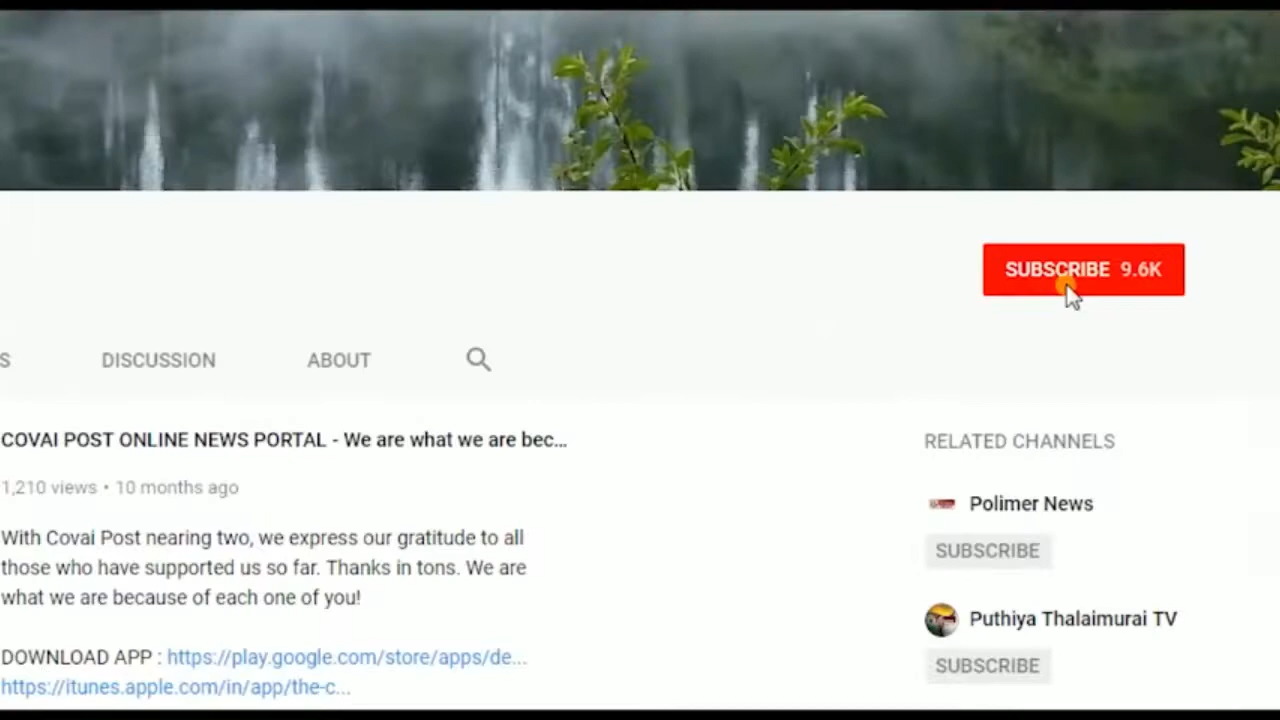 SUBSCRIBE 9.6K
S DISCUSSION ABOUT
COVAI POST ONLINE NEWS PORTAL - We are what we are bec...
1,210 views • 10 months ago
With Covai Post nearing two, we express our gratitude to all
those who have supported us so far. Thanks in tons. We are
what we are because of each one of you!
DOWNLOAD APP : https://play.google.com/store/apps/de...
https://itunes.apple.com/in/app/the-c...
RELATED CHANNELS
Polimer News
SUBSCRIBE
Puthiya Thalaimurai TV
SUBSCRIBE